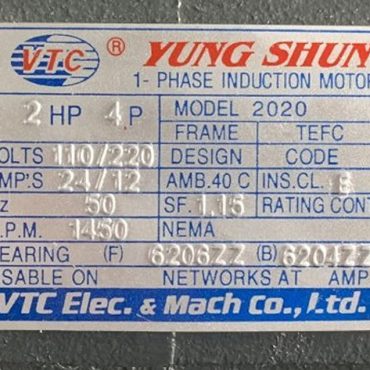 VTC ® YUNG SHUN
1- PHASE INDUCTION MOTOR
2 HP 4 P MODEL 2020
FRAME TEFC
OLTS 110/220 DESIGN CODE
MP'S 24/12 AMB.40 C INS.CL.
Z 50 SF. 1.15 RATING CONT
.P.M. 1450 NEMA
EARING (F) 6206ZZ (B) 6204ZZ
SABLE ON NETWORKS AT AMP
VTC Elec. & Mach Co., Ltd.